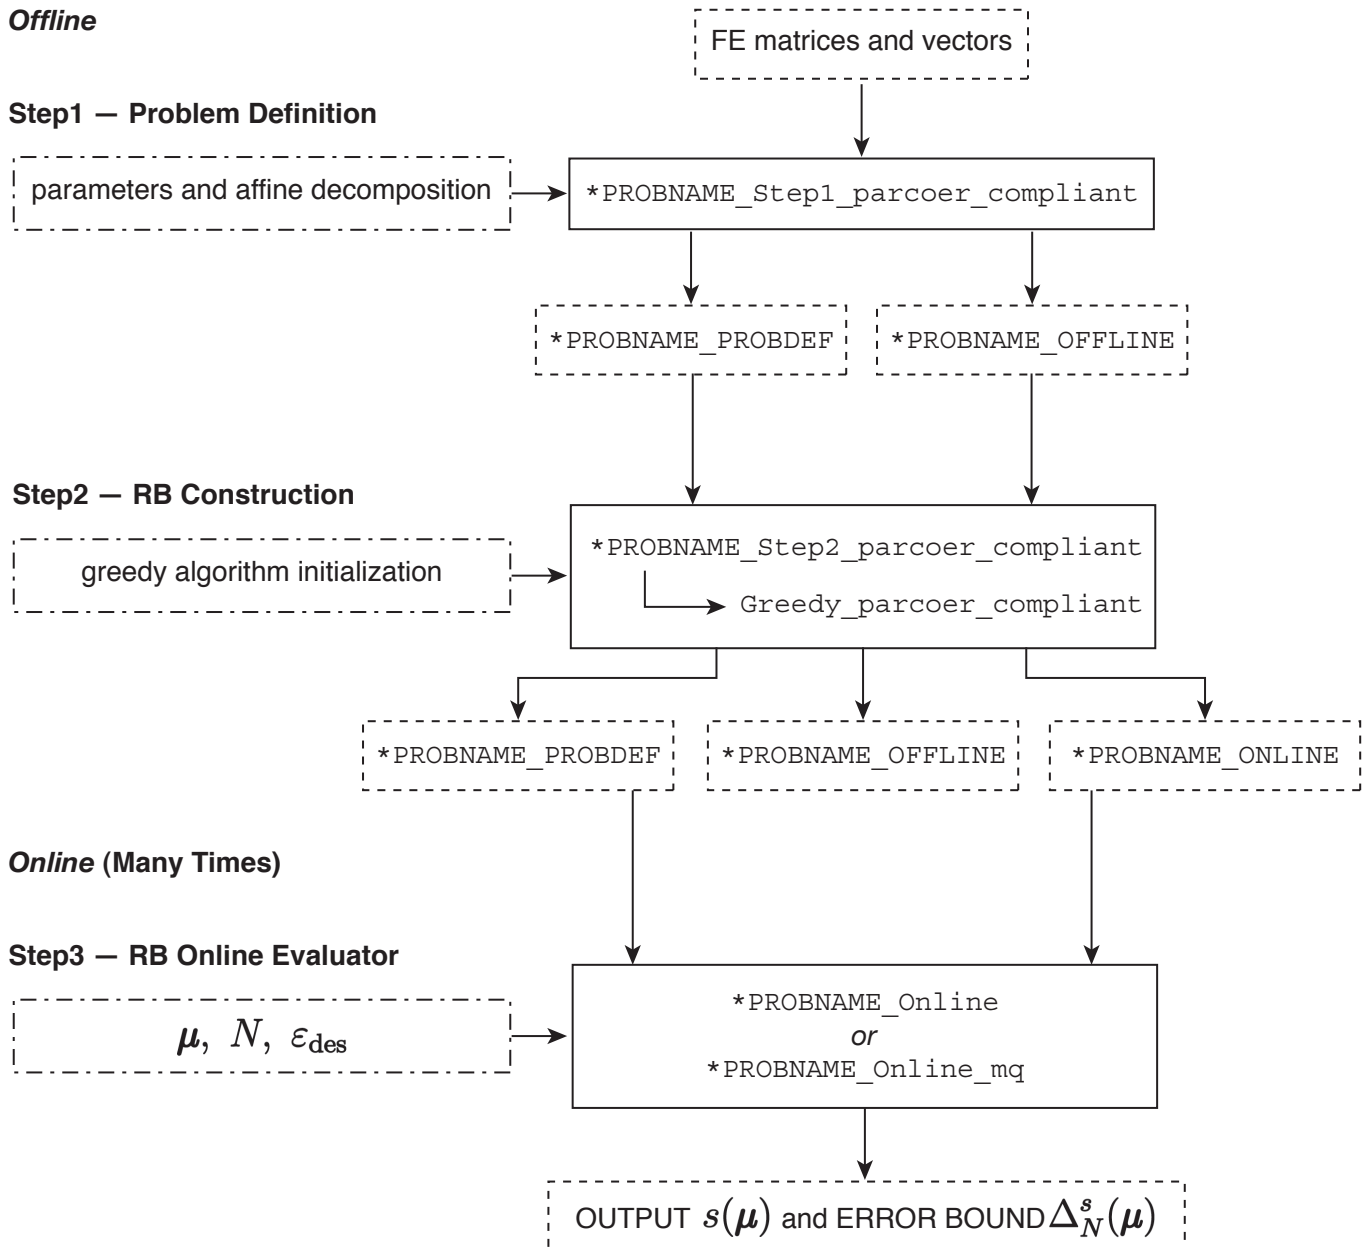 Offline
FE matrices and vectors
Step1 — Problem Definition
parameters and affine decomposition
*PROBNAME_Step1_parcoer_compliant
*PROBNAME_PROBDEF
*PROBNAME_OFFLINE
Step2 — RB Construction
greedy algorithm initialization
*PROBNAME_Step2_parcoer_compliant
Greedy_parcoer_compliant
*PROBNAME_PROBDEF
*PROBNAME_OFFLINE
*PROBNAME_ONLINE
Online (Many Times)
Step3 — RB Online Evaluator
μ, N, ε_des
*PROBNAME_Online
or
*PROBNAME_Online_mq
OUTPUT s(μ) and ERROR BOUND Δ_N^s(μ)